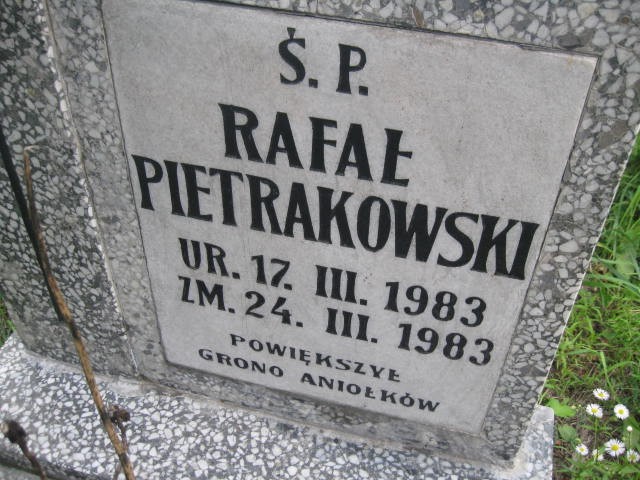 Ś. P.
RAFAŁ
PIETRAKOWSKI
UR. 17. III. 1983
ZM. 24. III. 1983
POWIĘKSZYŁ
GRONO ANIOŁKÓW